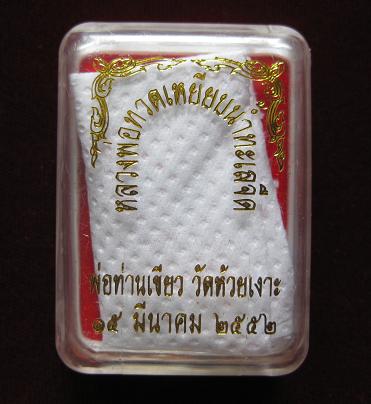 หลวงพ่อทวดเหยียบน้ำทะเลจืด
พ่อท่านเขียว วัดห้วยเงาะ
๑๕ มีนาคม ๒๕๕๒